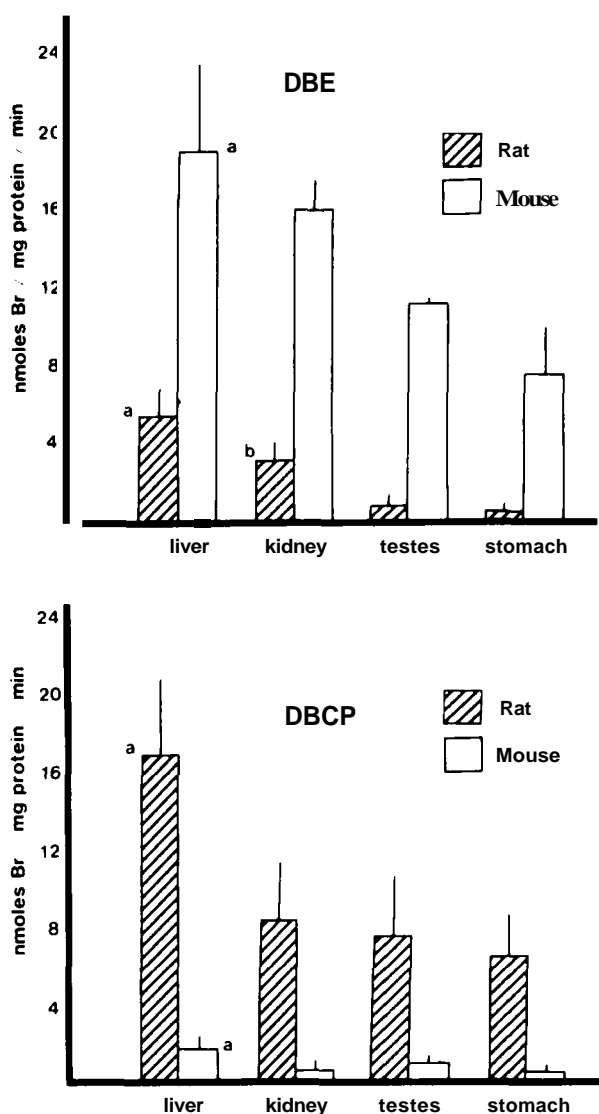 24
DBE
20
a
Rat
16
Mouse
12
8
a
b
4
nmoles Br / mg protein / min
liver kidney testes stomach
24
20
DBCP
Rat
Mouse
a
16
12
8
4
a
nmoles Br mg protein min
liver kidney testes stomach